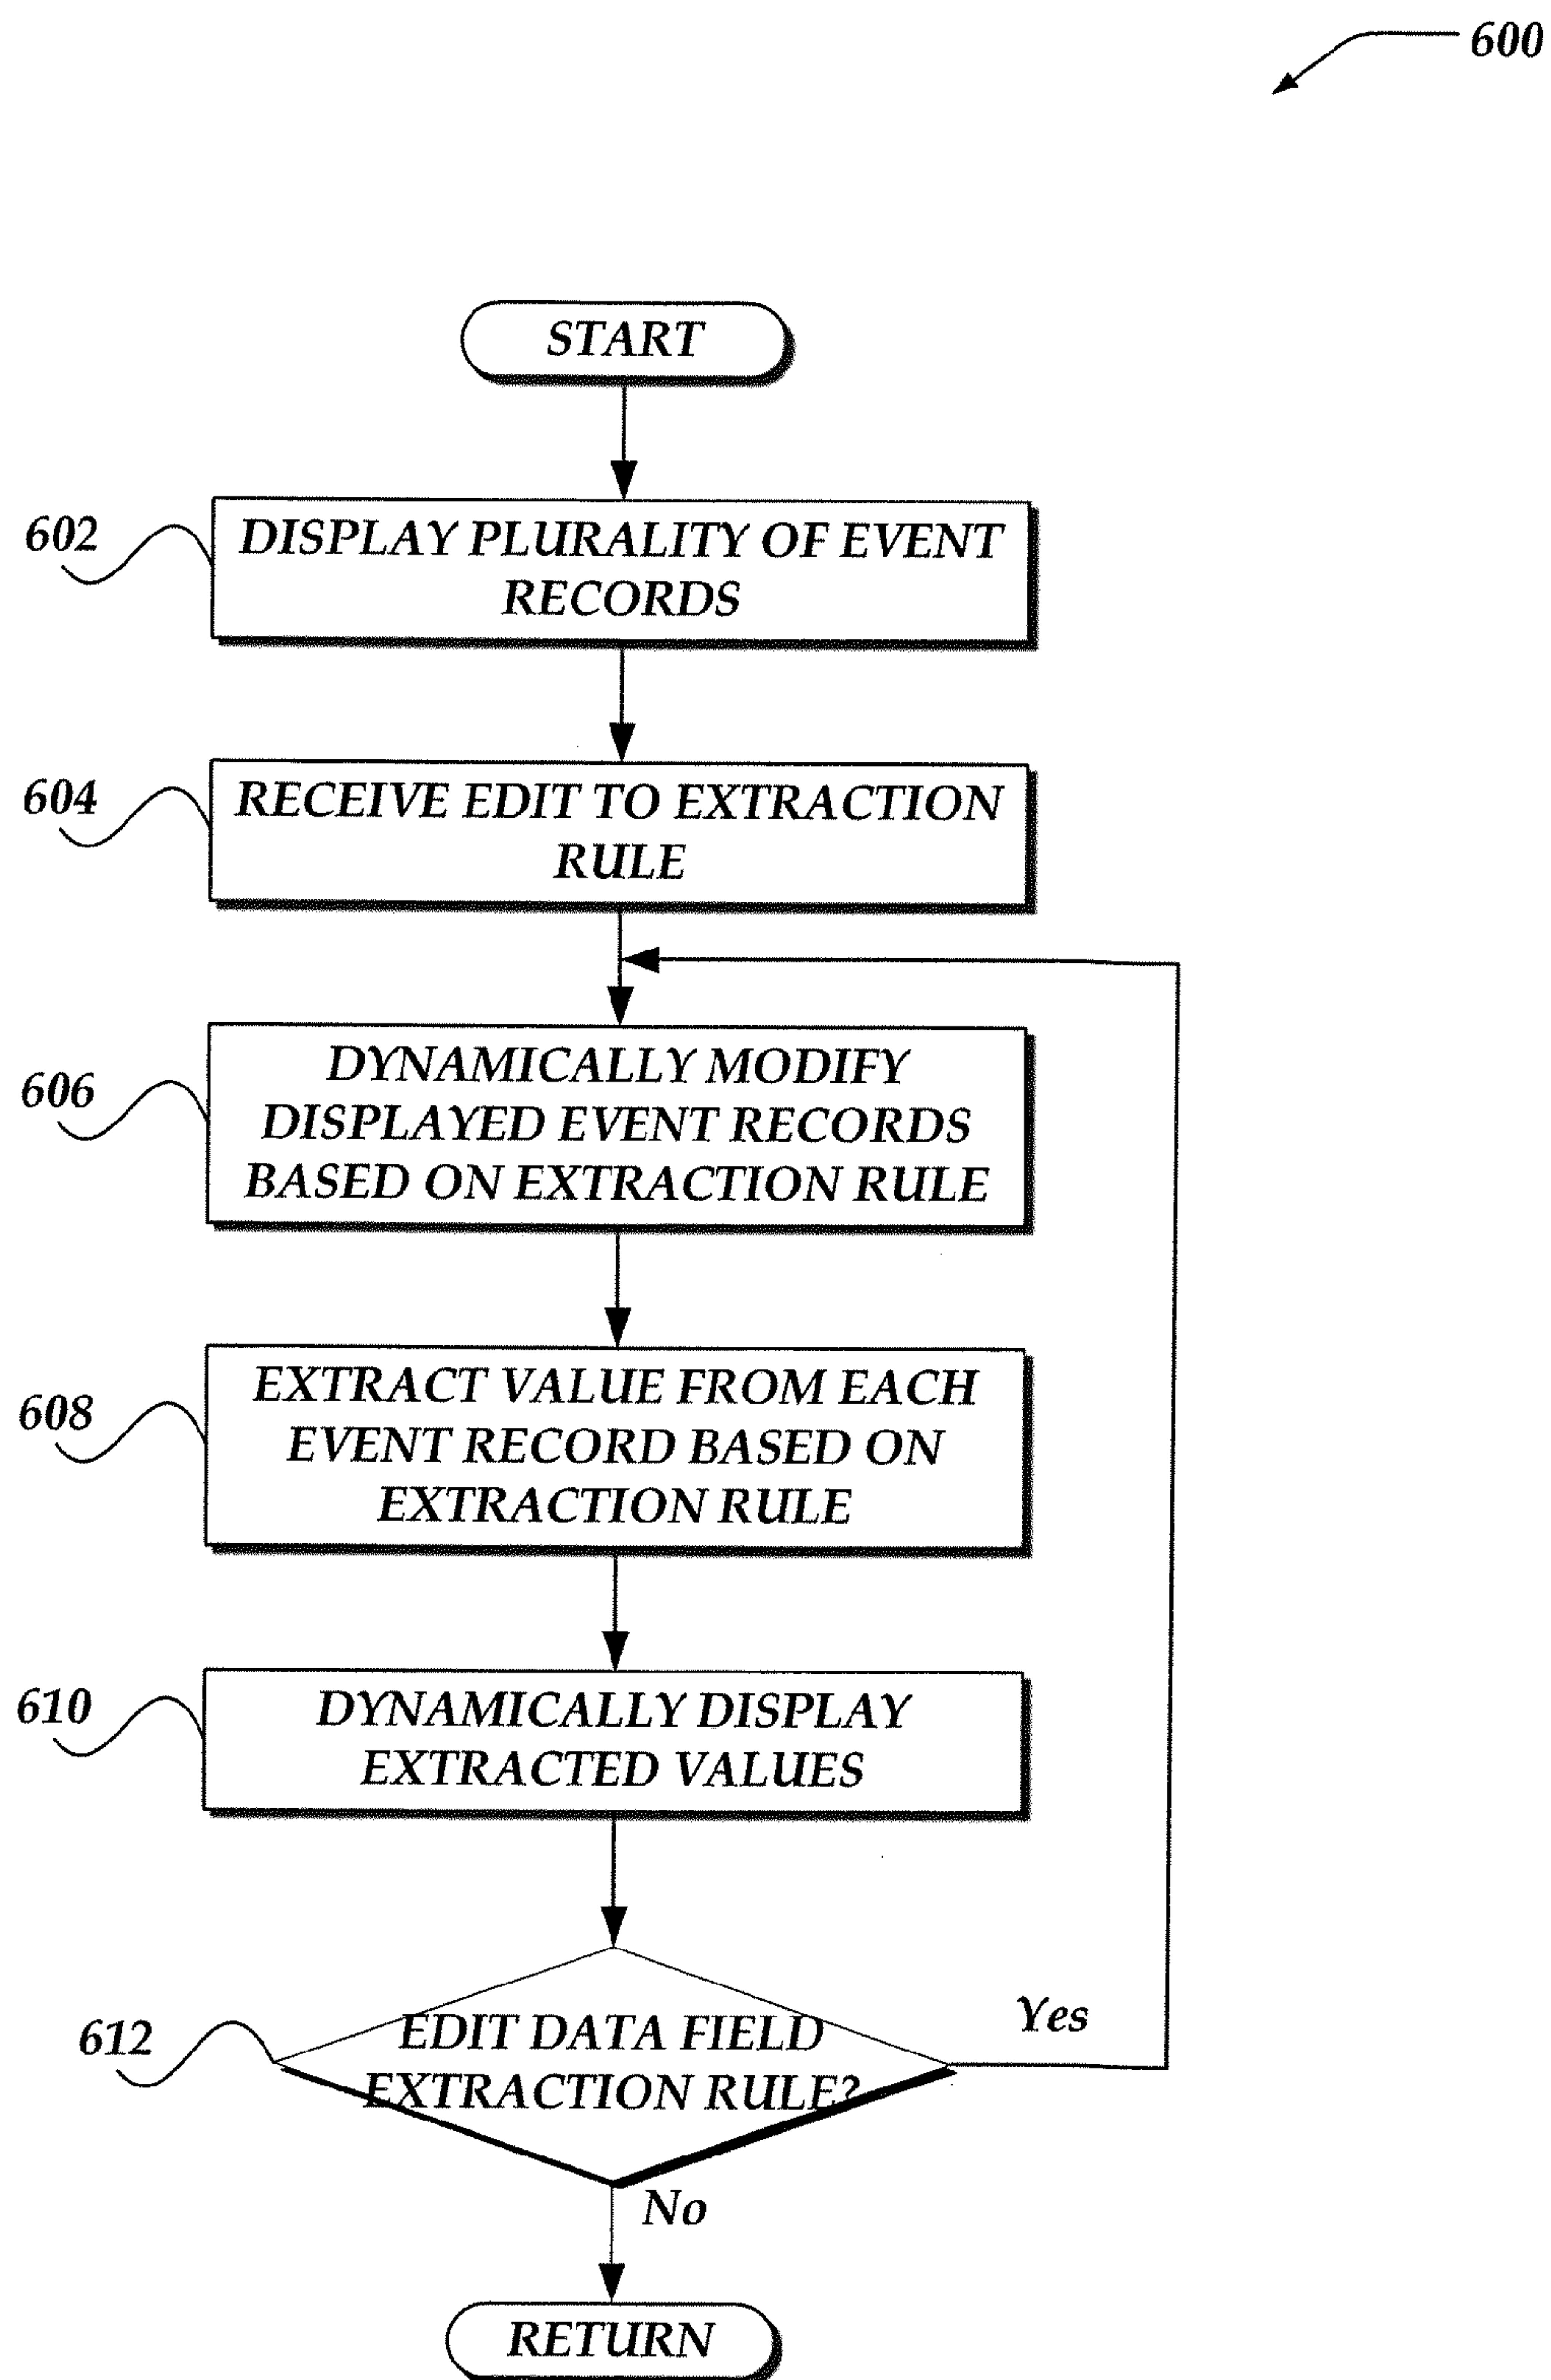 600
START
602
DISPLAY PLURALITY OF EVENT
RECORDS
604
RECEIVE EDIT TO EXTRACTION
RULE
606
DYNAMICALLY MODIFY
DISPLAYED EVENT RECORDS
BASED ON EXTRACTION RULE
608
EXTRACT VALUE FROM EACH
EVENT RECORD BASED ON
EXTRACTION RULE
610
DYNAMICALLY DISPLAY
EXTRACTED VALUES
612
EDIT DATA FIELD
EXTRACTION RULE?
Yes
No
RETURN